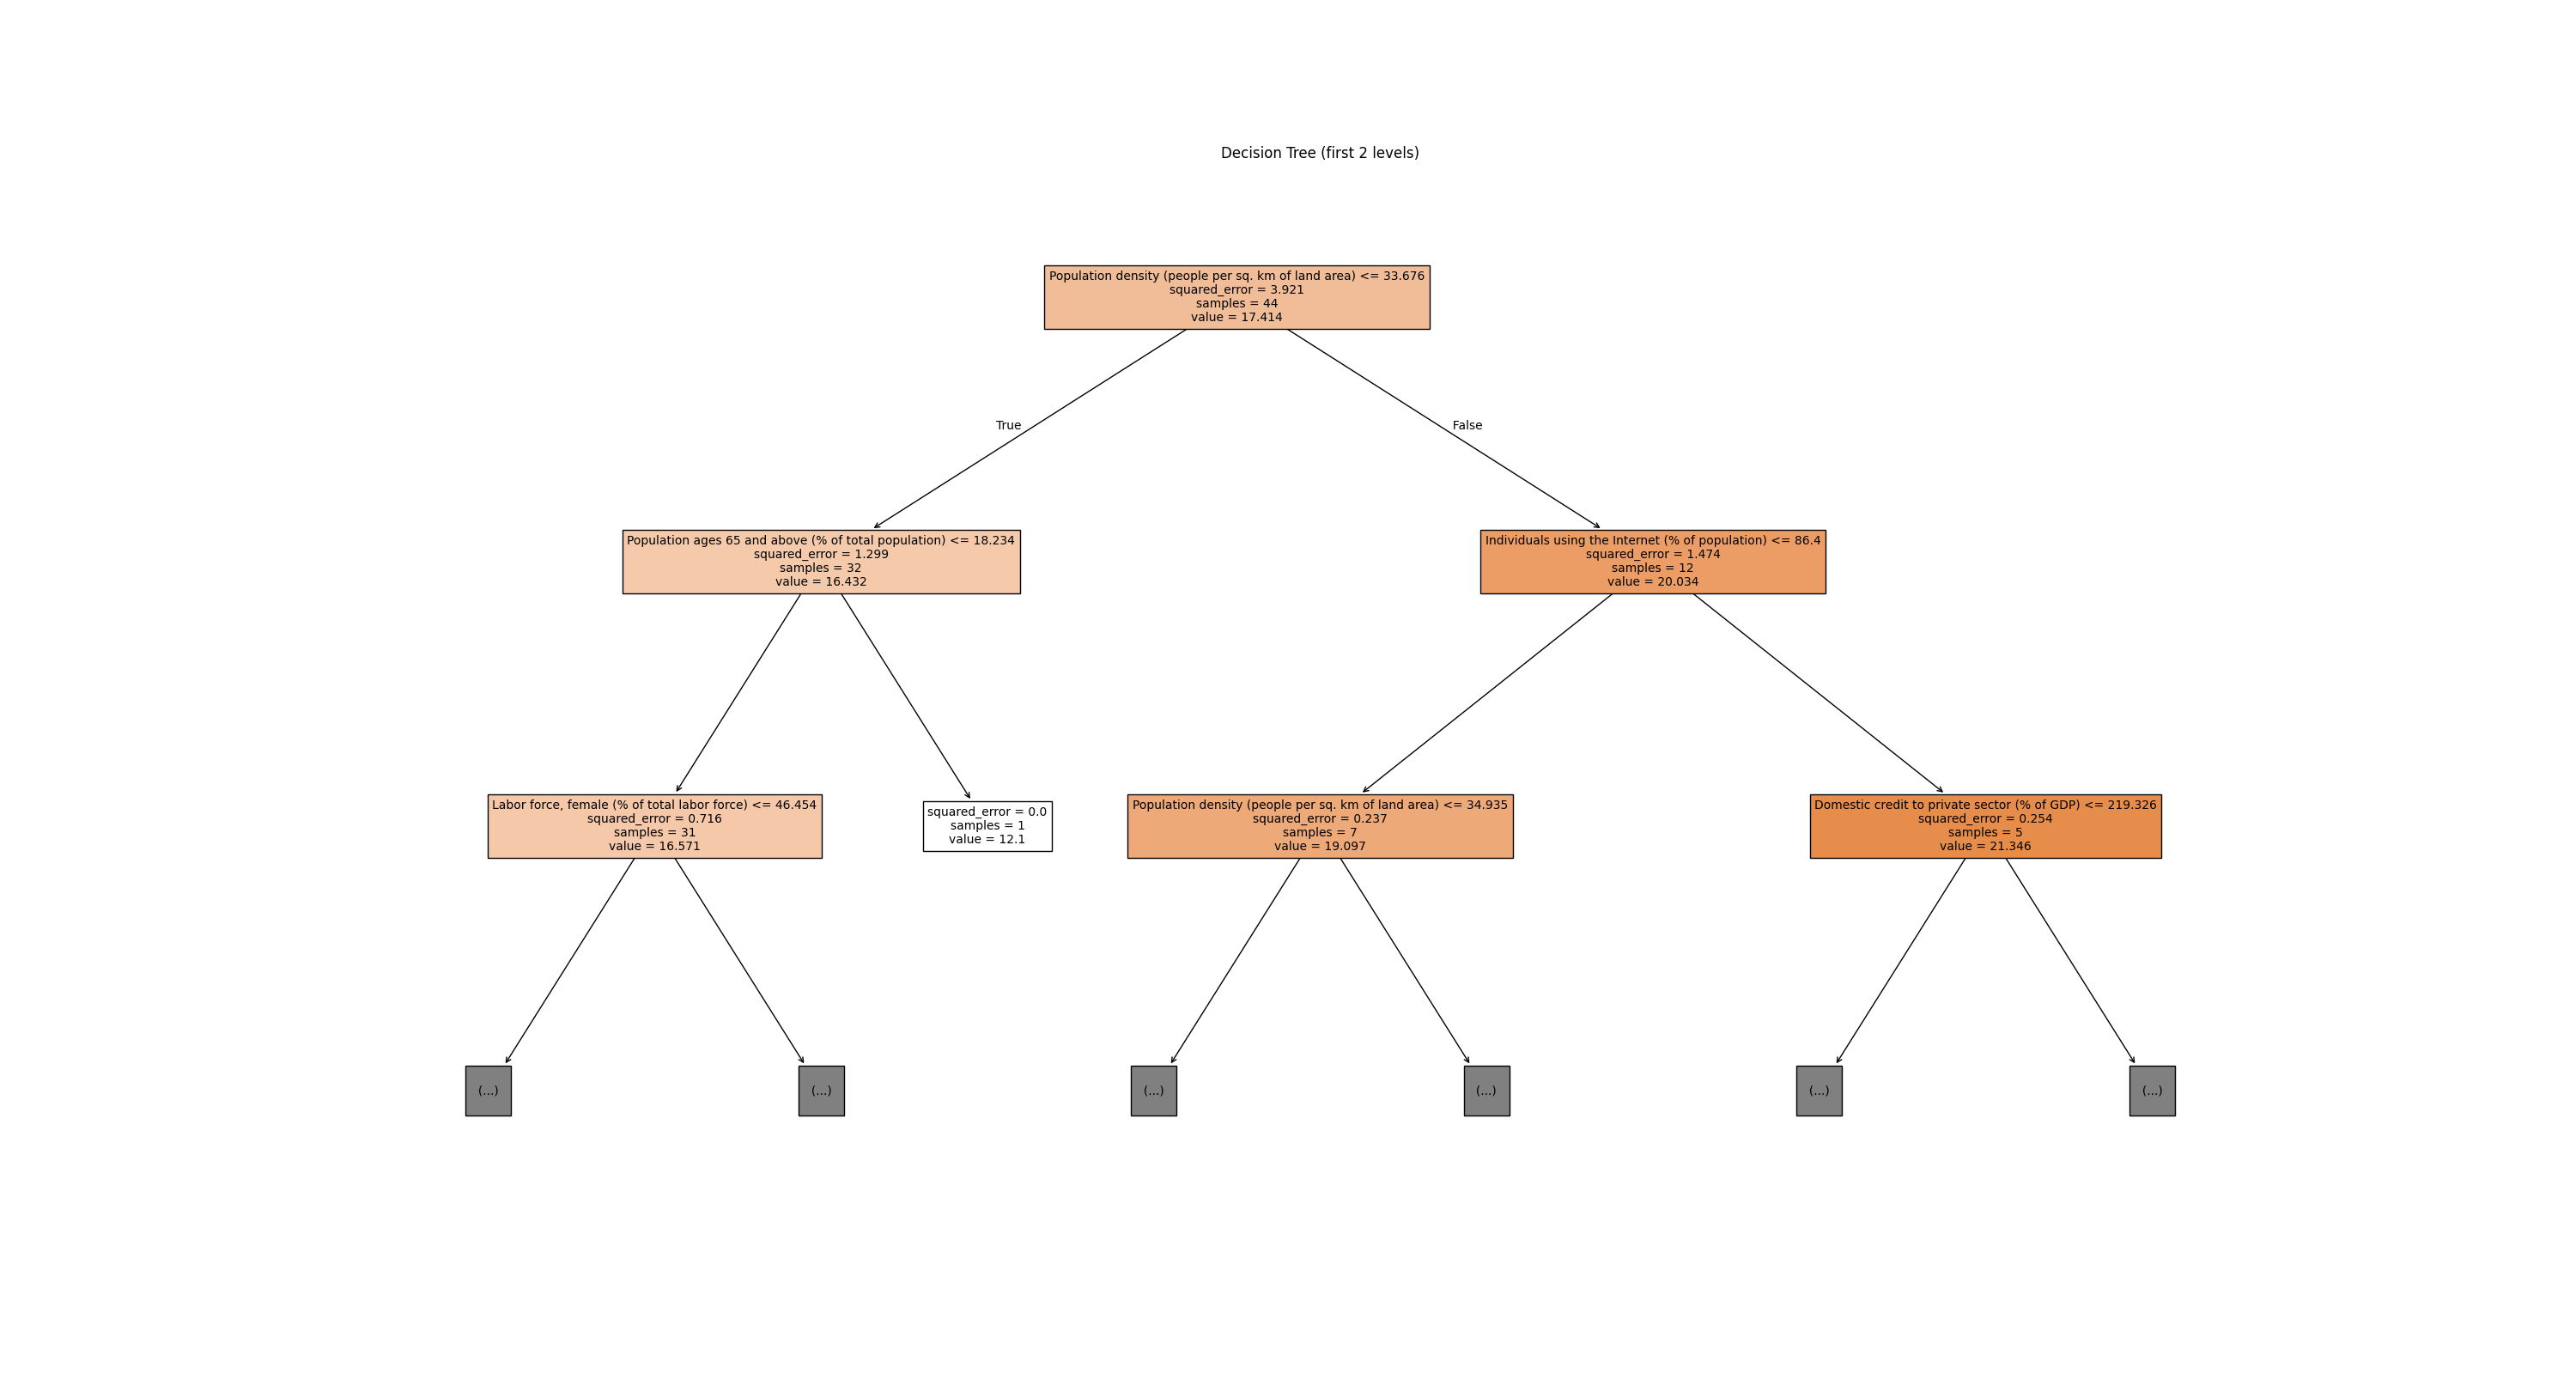 Decision Tree (first 2 levels)
Population density (people per sq. km of land area) <= 33.676
squared_error = 3.921
samples = 44
value = 17.414
True
False
Population ages 65 and above (% of total population) <= 18.234
squared_error = 1.299
samples = 32
value = 16.432
Individuals using the Internet (% of population) <= 86.4
squared_error = 1.474
samples = 12
value = 20.034
Labor force, female (% of total labor force) <= 46.454
squared_error = 0.716
samples = 31
value = 16.571
squared_error = 0.0
samples = 1
value = 12.1
Population density (people per sq. km of land area) <= 34.935
squared_error = 0.237
samples = 7
value = 19.097
Domestic credit to private sector (% of GDP) <= 219.326
squared_error = 0.254
samples = 5
value = 21.346
(...)
(...)
(...)
(...)
(...)
(...)